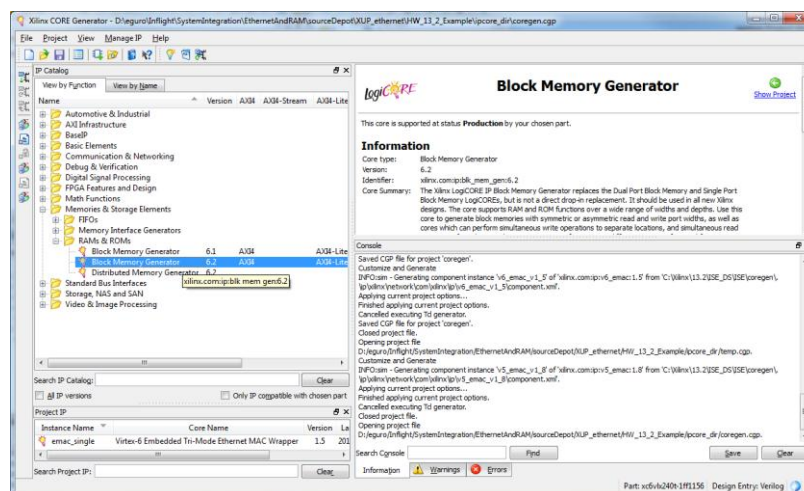 Xilinx CORE Generator - D:\eguro\Inflight\SystemIntegration\EthernetAndRAM\sourceDepot\XUP_ethernet\HW_13_2_Example\ipcore_dir\coregen.cgp
File Project View Manage IP Help
IP Catalog
View by Function View by Name
Name Version AXI4 AXI4-Stream AXI4-Lite
Automotive & Industrial
AXI Infrastructure
BaseIP
Basic Elements
Communication & Networking
Debug & Verification
Digital Signal Processing
FPGA Features and Design
Math Functions
Memories & Storage Elements
FIFOs
Memory Interface Generators
RAMs & ROMs
Block Memory Generator 6.1 AXI4 AXI4-Lite
Block Memory Generator 6.2 AXI4 AXI4-Lite
Distributed Memory Generator 6.2
xilinx.com:ip:blk_mem_gen:6.2
Standard Bus Interfaces
Storage, NAS and SAN
Video & Image Processing
Search IP Catalog: Clear
All IP versions Only IP compatible with chosen part
Project IP
Instance Name Core Name Version La
emac_single Virtex-6 Embedded Tri-Mode Ethernet MAC Wrapper 1.5 201
Search Project IP: Clear
LogiCORE
Block Memory Generator
Show Project
This core is supported at status Production by your chosen part.
Information
Core type: Block Memory Generator
Version: 6.2
Identifier: xilinx.com:ip:blk_mem_gen:6.2
Core Summary: The Xilinx LogiCORE IP Block Memory Generator replaces the Dual Port Block Memory and Single Port
Block Memory LogiCOREs, but is not a direct drop-in replacement. It should be used in all new Xilinx
designs. The core supports RAM and ROM functions over a wide range of widths and depths. Use this
core to generate block memories with symmetric or asymmetric read and write port widths, as well as
cores which can perform simultaneous write operations to separate locations, and simultaneous read
Console
Saved CGP file for project 'coregen'.
Customize and Generate
INFO:sim - Generating component instance 'v6_emac_v1_5' of 'xilinx.com:ip:v6_emac:1.5' from 'C:\Xilinx\13.2\ISE_DS\ISE\coregen\
\ip\xilinx\network\com\xilinx\ip\v6_emac_v1_5\component.xml'.
Applying current project options...
Finished applying current project options.
Cancelled executing Tcl generator.
Saved CGP file for project 'coregen'.
Closed project file.
Opening project file
D:/eguro/Inflight/SystemIntegration/EthernetAndRAM/sourceDepot/XUP_ethernet/HW_13_2_Example/ipcore_dir/temp.cgp.
Customize and Generate
INFO:sim - Generating component instance 'v5_emac_v1_8' of 'xilinx.com:ip:v5_emac:1.8' from 'C:\Xilinx\13.2\ISE_DS\ISE\coregen\
\ip\xilinx\network\com\xilinx\ip\v5_emac_v1_8\component.xml'.
Applying current project options...
Finished applying current project options.
Cancelled executing Tcl generator.
Closed project file.
Opening project file
D:/eguro/Inflight/SystemIntegration/EthernetAndRAM/sourceDepot/XUP_ethernet/HW_13_2_Example/ipcore_dir/coregen.cgp.
Search Console Find Save Clear
Information Warnings Errors
Part: xc6vlx240t-1ff1156 Design Entry: Verilog